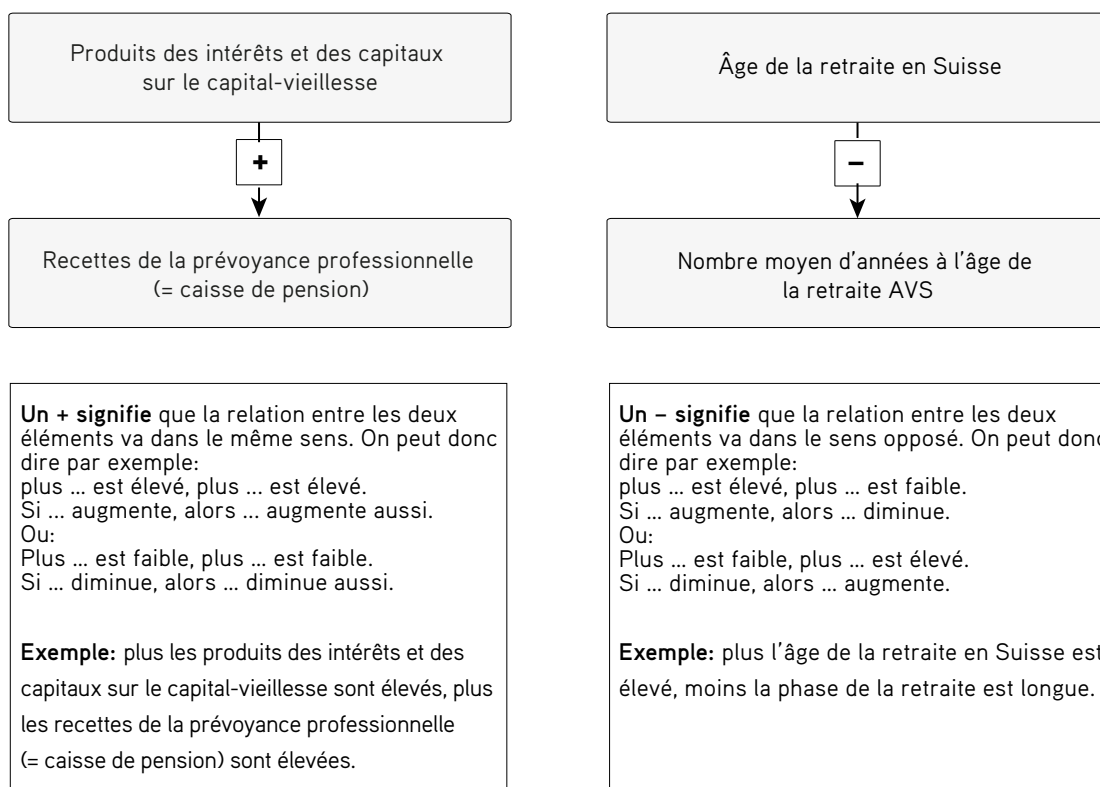 Produits des intérêts et des capitaux
sur le capital-vieillesse
+
Recettes de la prévoyance professionnelle
(= caisse de pension)
Un + signifie que la relation entre les deux
éléments va dans le même sens. On peut donc
dire par exemple:
plus ... est élevé, plus ... est élevé.
Si ... augmente, alors ... augmente aussi.
Ou:
Plus ... est faible, plus ... est faible.
Si ... diminue, alors ... diminue aussi.
Exemple: plus les produits des intérêts et des
capitaux sur le capital-vieillesse sont élevés, plus
les recettes de la prévoyance professionnelle
(= caisse de pension) sont élevées.
Âge de la retraite en Suisse
–
Nombre moyen d'années à l'âge de
la retraite AVS
Un – signifie que la relation entre les deux
éléments va dans le sens opposé. On peut donc
dire par exemple:
plus ... est élevé, plus ... est faible.
Si ... augmente, alors ... diminue.
Ou:
Plus ... est faible, plus ... est élevé.
Si ... diminue, alors ... augmente.
Exemple: plus l'âge de la retraite en Suisse est
élevé, moins la phase de la retraite est longue.